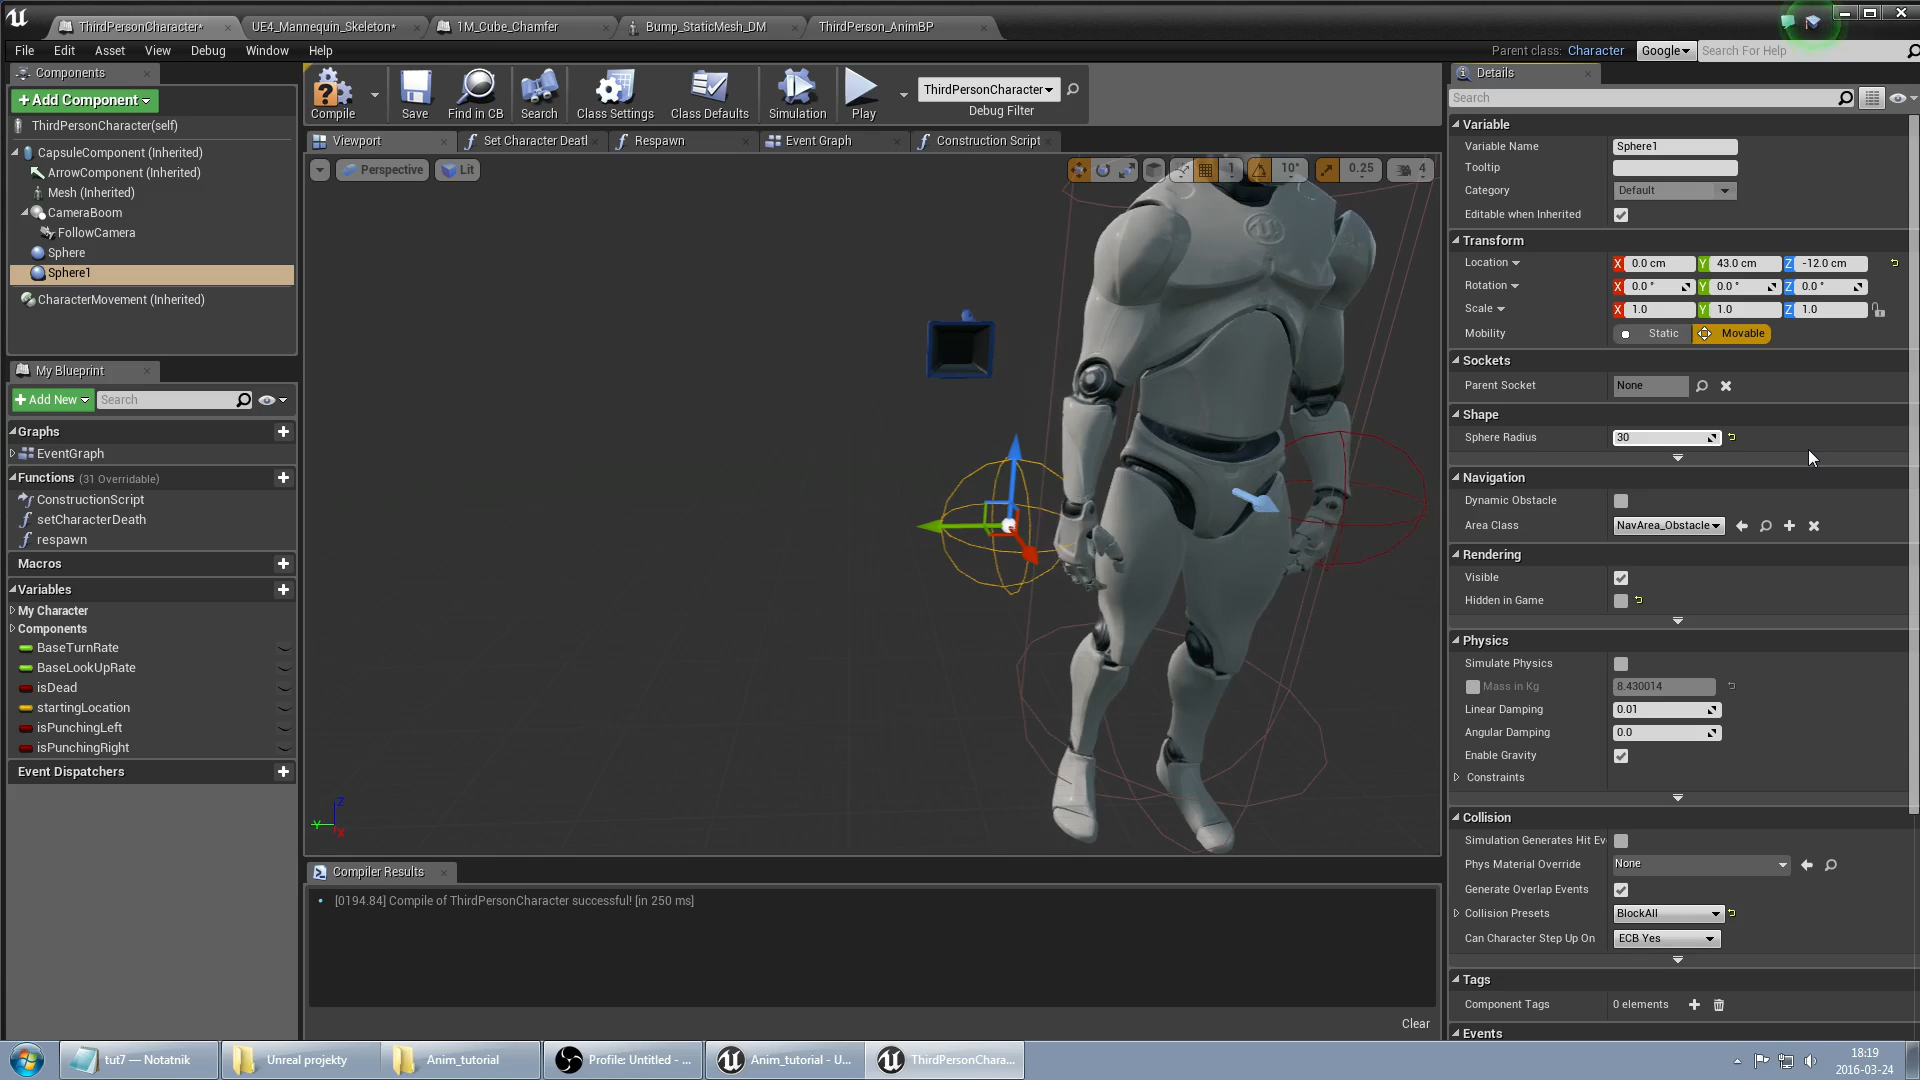 ThirdPersonCharacter*
UE4_Mannequin_Skeleton*
1M_Cube_Chamfer
Bump_StaticMesh_DM
ThirdPerson_AnimBP
File Edit Asset View Debug Window Help
Parent class: Character
Google
Search For Help
Components
+ Add Component
ThirdPersonCharacter(self)
CapsuleComponent (Inherited)
ArrowComponent (Inherited)
Mesh (Inherited)
CameraBoom
FollowCamera
Sphere
Sphere1
CharacterMovement (Inherited)
My Blueprint
+ Add New
Search
Graphs
EventGraph
Functions (31 Overridable)
ConstructionScript
setCharacterDeath
respawn
Macros
Variables
My Character
Components
BaseTurnRate
BaseLookUpRate
isDead
startingLocation
isPunchingLeft
isPunchingRight
Event Dispatchers
Compile
Save
Find in CB
Search
Class Settings
Class Defaults
Simulation
Play
ThirdPersonCharacter
Debug Filter
Viewport
Set Character Deatl
Respawn
Event Graph
Construction Script
Perspective
Lit
1
10°
0.25
4
Z
Y
X
Compiler Results
[0194.84] Compile of ThirdPersonCharacter successful! [in 250 ms]
Clear
Details
Search
Variable
Variable Name Sphere1
Tooltip
Category Default
Editable when Inherited
Transform
Location X 0.0 cm Y 43.0 cm Z -12.0 cm
Rotation X 0.0 ° Y 0.0 ° Z 0.0 °
Scale X 1.0 Y 1.0 Z 1.0
Mobility Static Movable
Sockets
Parent Socket None
Shape
Sphere Radius 30
Navigation
Dynamic Obstacle
Area Class NavArea_Obstacle
Rendering
Visible
Hidden in Game
Physics
Simulate Physics
Mass in Kg 8.430014
Linear Damping 0.01
Angular Damping 0.0
Enable Gravity
Constraints
Collision
Simulation Generates Hit Ev
Phys Material Override None
Generate Overlap Events
Collision Presets BlockAll
Can Character Step Up On ECB Yes
Tags
Component Tags 0 elements
Events
tut7 — Notatnik
Unreal projekty
Anim_tutorial
Profile: Untitled - ...
Anim_tutorial - U...
ThirdPersonChara...
18:19
2016-03-24